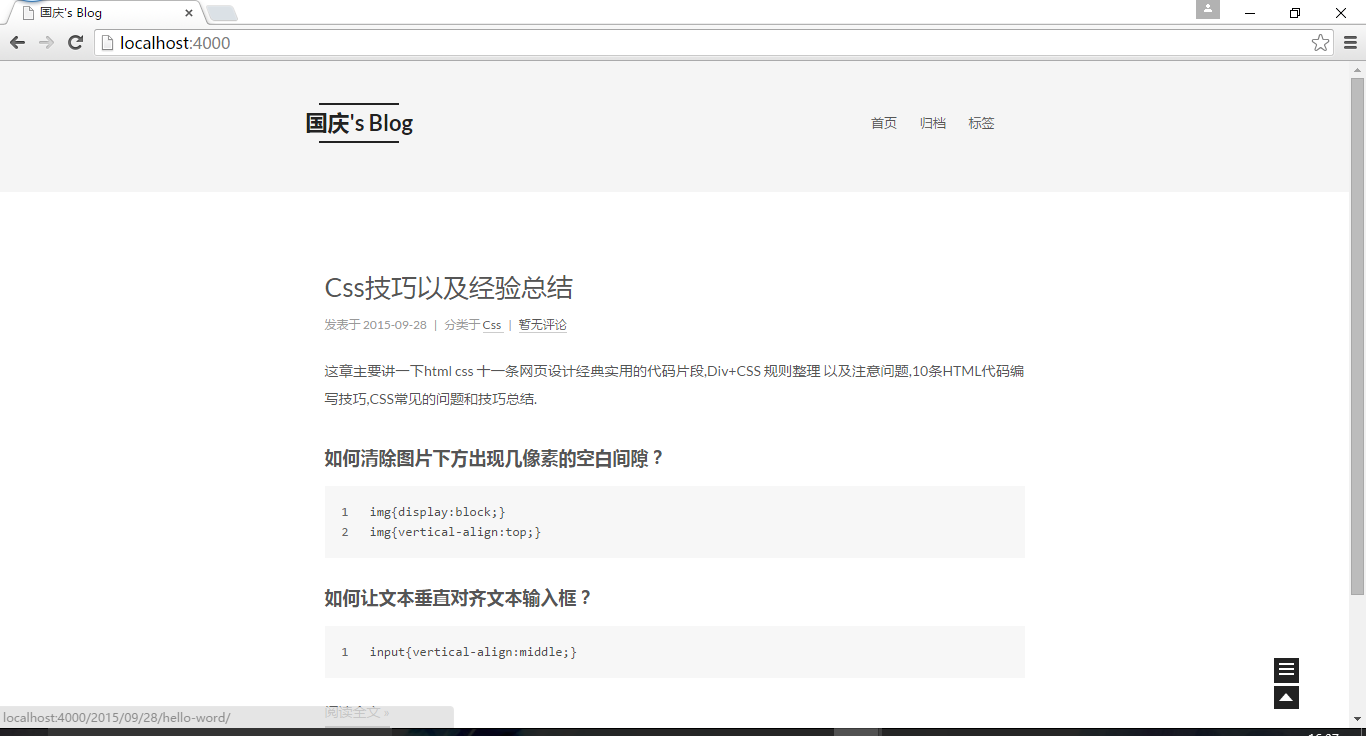 国庆's Blog
localhost:4000
国庆's Blog
首页 归档 标签
Css技巧以及经验总结
发表于 2015-09-28 | 分类于 Css | 暂无评论
这章主要讲一下html css 十一条网页设计经典实用的代码片段,Div+CSS 规则整理 以及注意问题,10条HTML代码编
写技巧,CSS常见的问题和技巧总结.
如何清除图片下方出现几像素的空白间隙？
1 img{display:block;}
2 img{vertical-align:top;}
如何让文本垂直对齐文本输入框？
1 input{vertical-align:middle;}
阅读全文 »
localhost:4000/2015/09/28/hello-word/